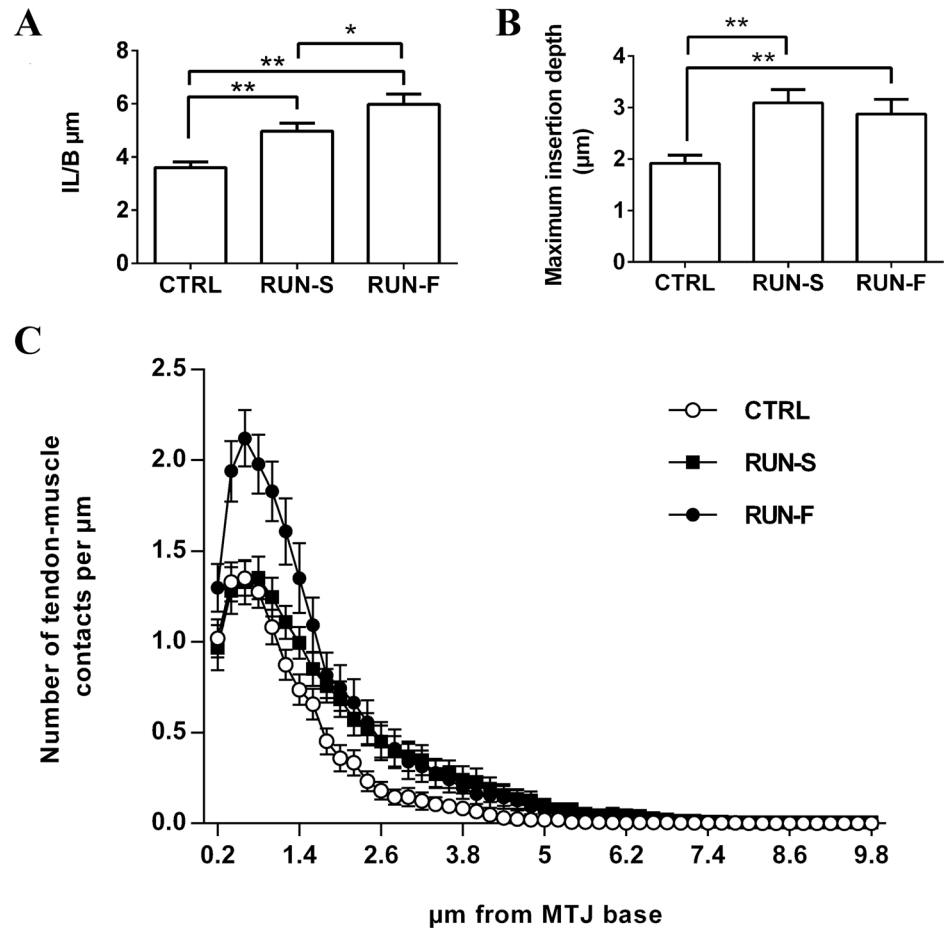 A
B
IL/B µm
8
6
4
2
0
*
**
**
CTRL
RUN-S
RUN-F
Maximum insertion depth
(µm)
4
3
2
1
0
**
**
CTRL
RUN-S
RUN-F
C
Number of tendon-muscle
contacts per µm
2.5
2.0
1.5
1.0
0.5
0.0
CTRL
RUN-S
RUN-F
0.2 1.4 2.6 3.8 5 6.2 7.4 8.6 9.8
µm from MTJ base